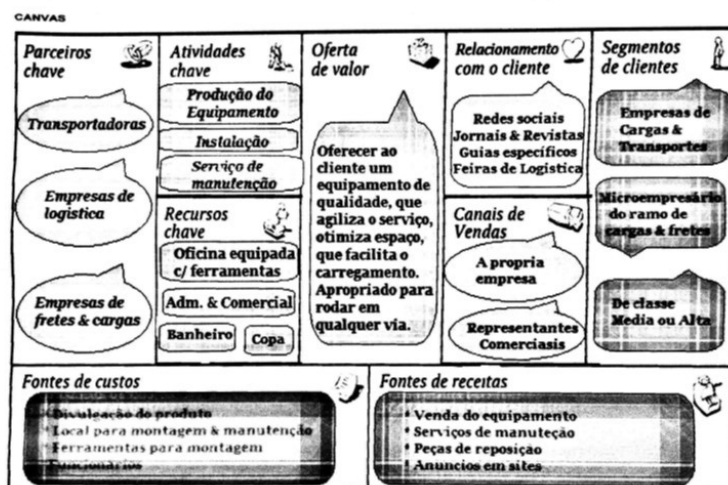 CANVAS
Parceiros
chave
Transportadoras
Empresas de
logistica
Empresas de
fretes & cargas
Atividades
chave
Produção do
Equipamento
Instalação
Serviço de
manutenção
Recursos
chave
Oficina equipada
c/ ferramentas
Adm. & Comercial
Banheiro
Copa
Oferta
de valor
Oferecer ao
cliente um
equipamento de
qualidade, que
agiliza o serviço,
otimiza espaço,
que facilita o
carregamento.
Apropriado para
rodar em
qualquer via.
Relacionamento
com o cliente
Redes sociais
Jornais & Revistas
Guias específicos
Feiras de Logistica
Canais de
Vendas
A propria
empresa
Representantes
Comerciasis
Segmentos
de clientes
Empresas de
Cargas &
Transportes
Microempresário
do ramo de
cargas & fretes
De classe
Media ou Alta
Fontes de custos
* Divulgação do produto
* Local para montagem & manutenção
* Ferramentas para montagem
* Funcionários
Fontes de receitas
* Venda do equipamento
* Serviços de manuteção
* Peças de reposição
* Anuncios em sites